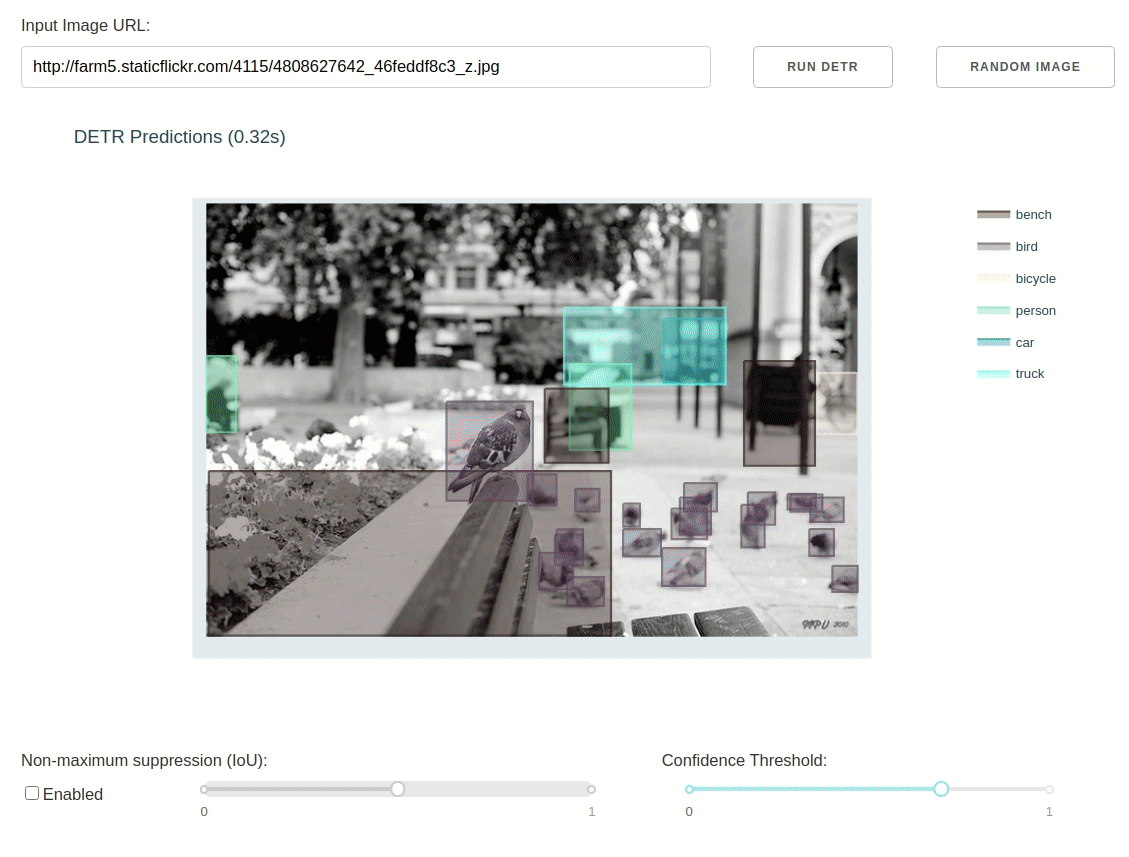 Input Image URL:
http://farm5.staticflickr.com/4115/4808627642_46feddf8c3_z.jpg
RUN DETR
RANDOM IMAGE
DETR Predictions (0.32s)
bench
bird
bicycle
person
car
truck
2010
Non-maximum suppression (IoU):
Enabled
0
1
Confidence Threshold:
0
1